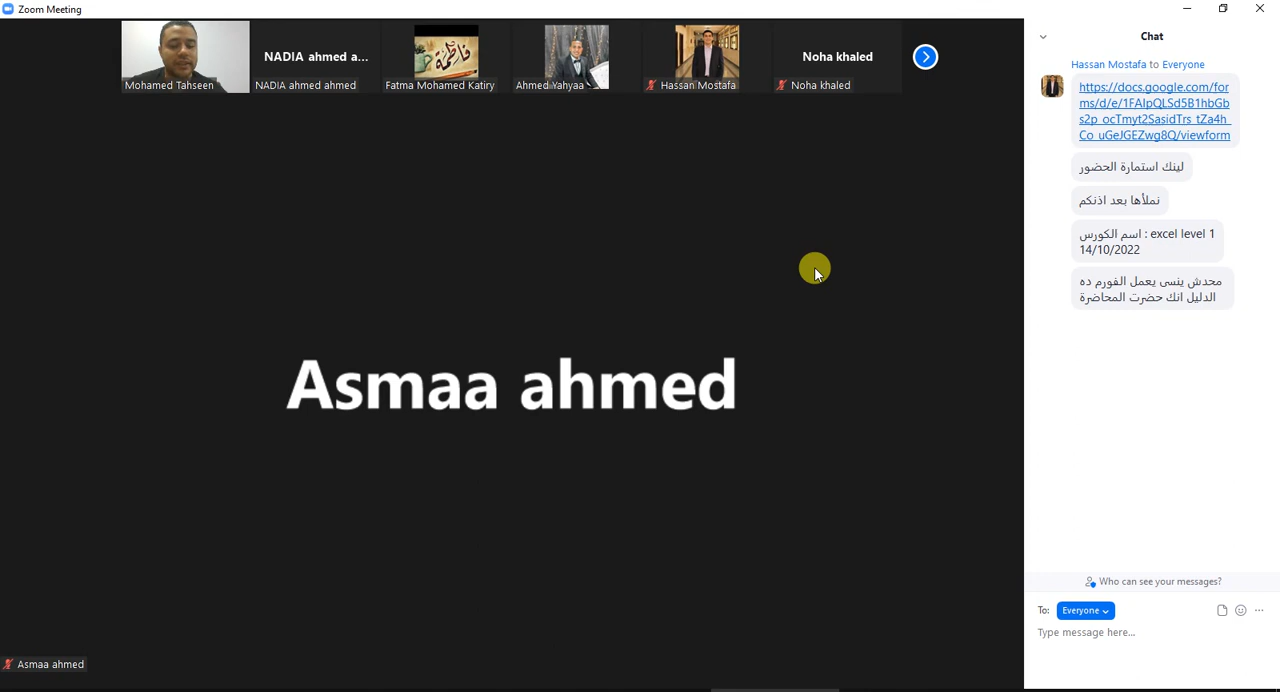 Zoom Meeting
NADIA ahmed a...
فاطمة
Noha khaled
Mohamed Tahseen
NADIA ahmed ahmed
Fatma Mohamed Katiry
Ahmed Yahyaa
Hassan Mostafa
Noha khaled
Asmaa ahmed
Asmaa ahmed
Chat
Hassan Mostafa to Everyone
https://docs.google.com/for
ms/d/e/1FAIpQLSd5B1hbGb
s2p_ocTmyt2SasidTrs_tZa4h_
Co_uGeJGEZwg8Q/viewform
لينك استمارة الحضور
نملأها بعد اذنكم
اسم الكورس : excel level 1
14/10/2022
محدش ينسى يعمل الفورم ده
الدليل انك حضرت المحاضرة
Who can see your messages?
To: Everyone
Type message here...